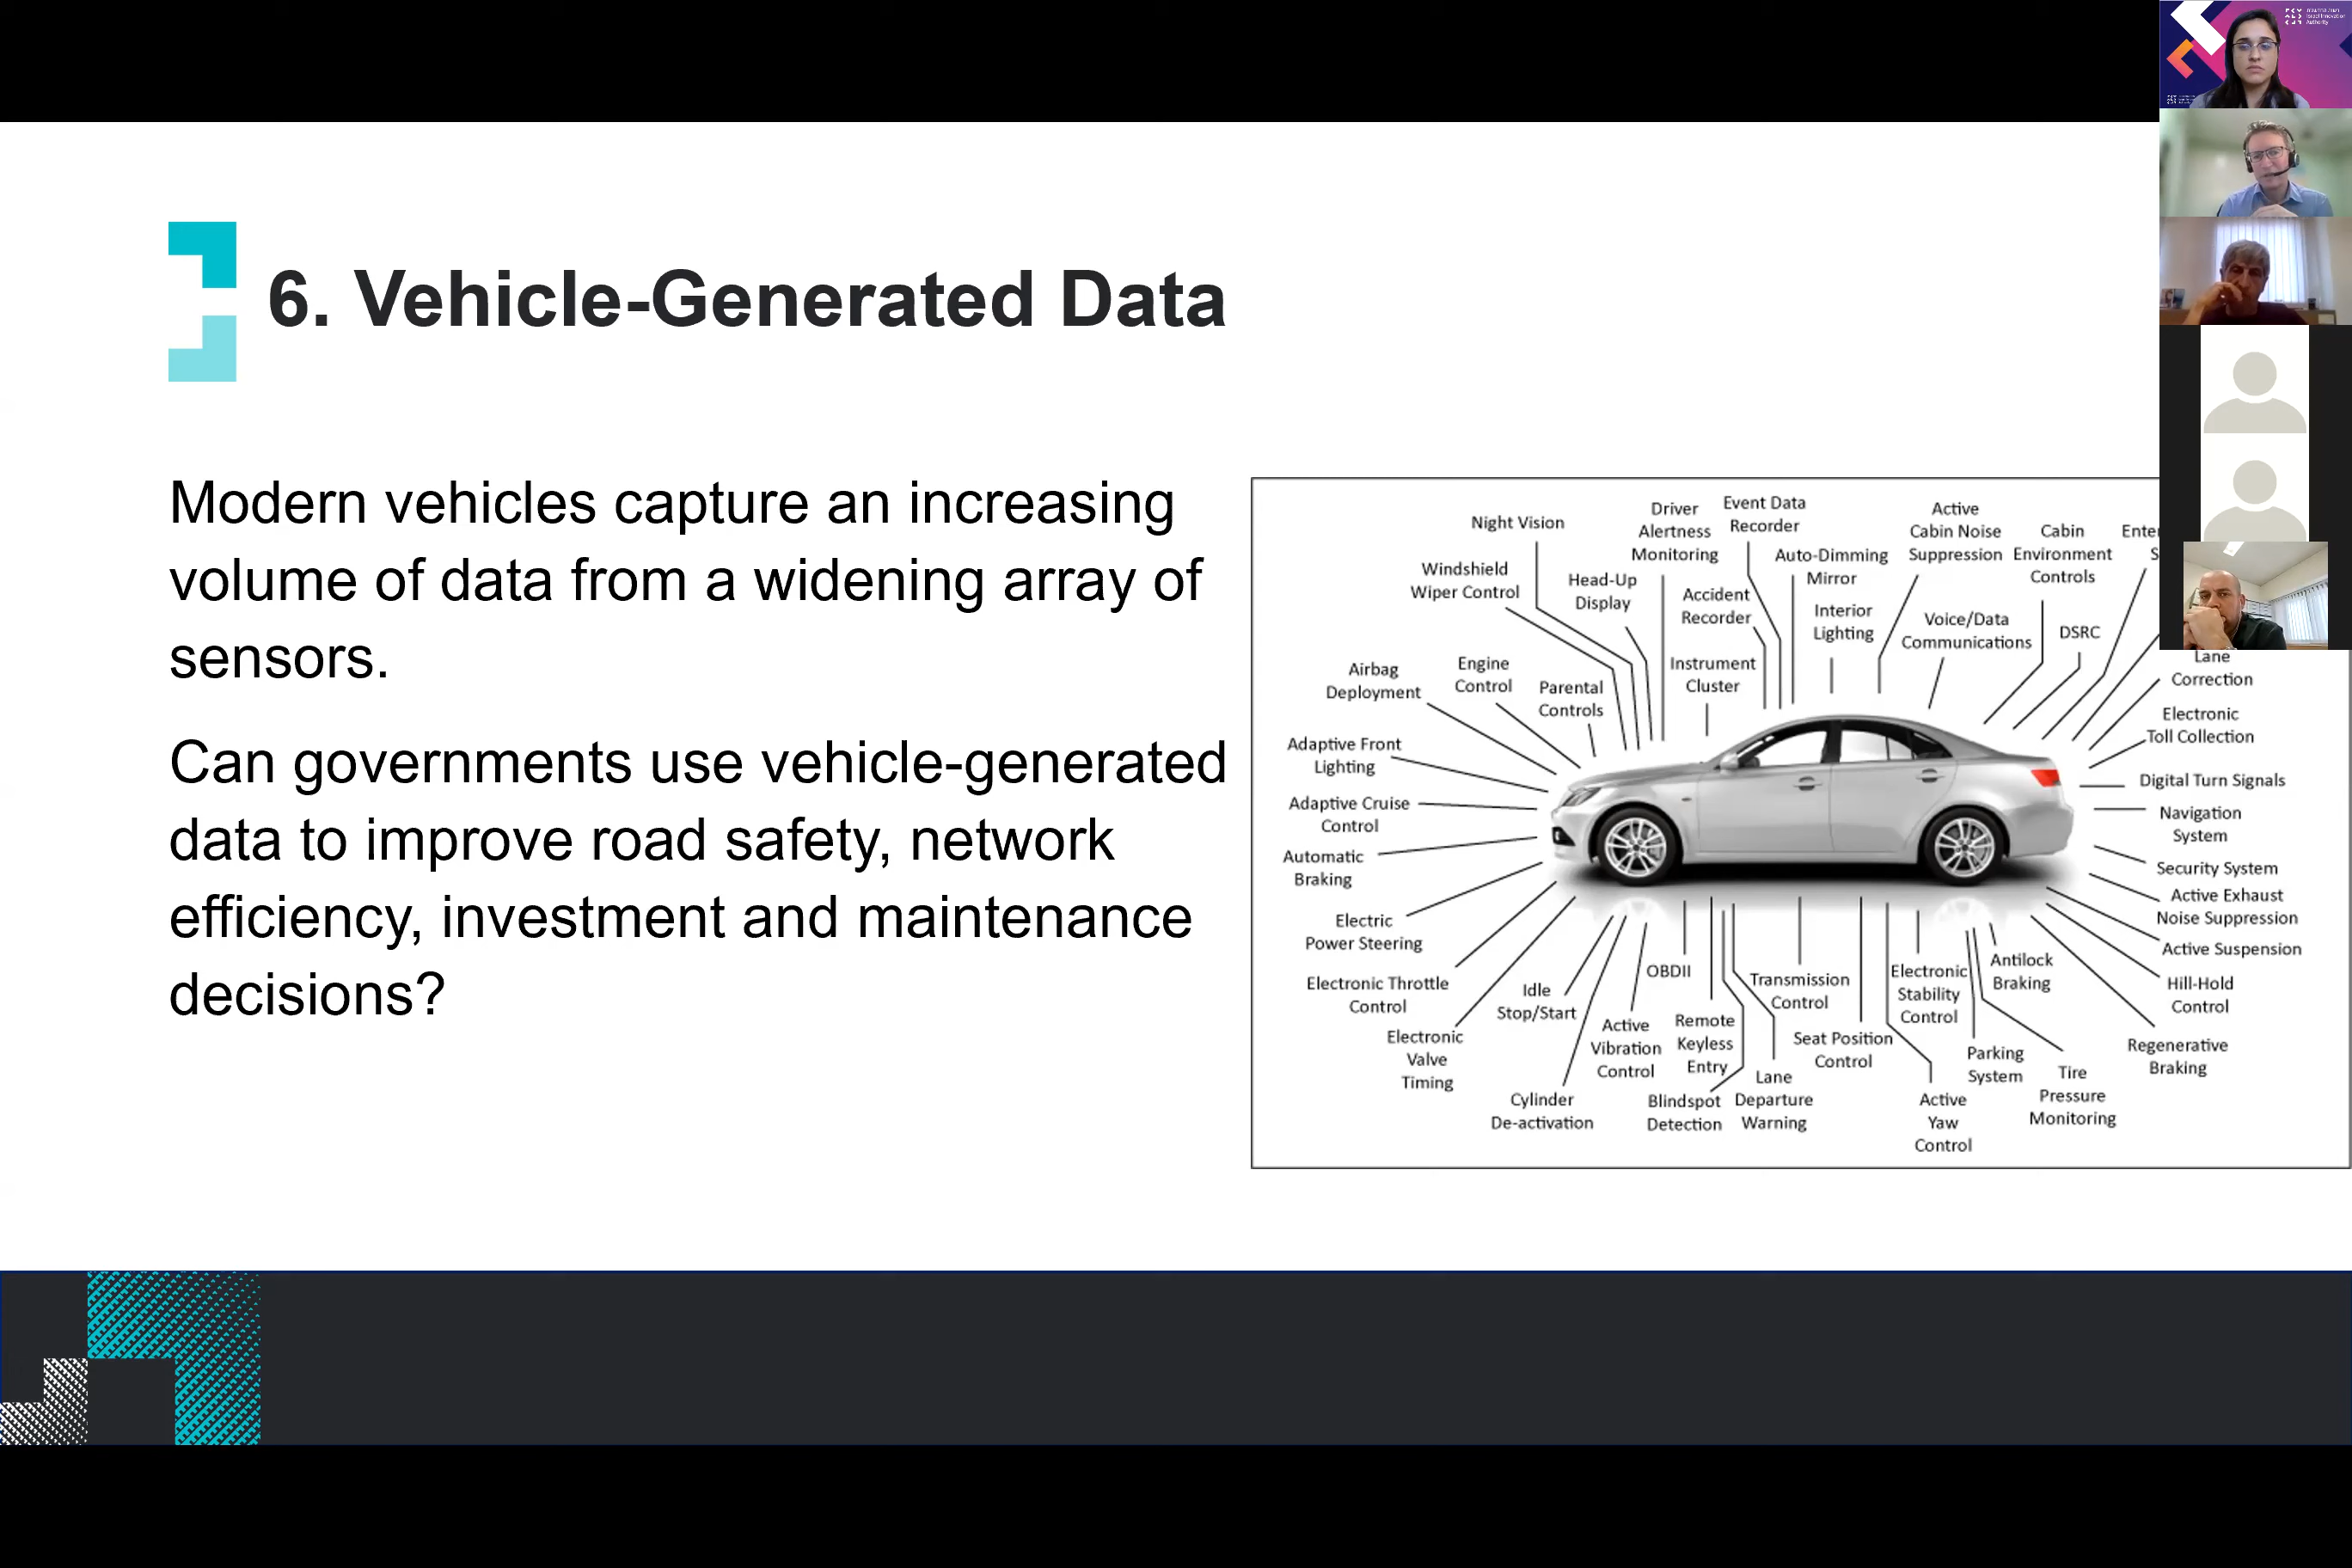 6. Vehicle-Generated Data
Modern vehicles capture an increasing
volume of data from a widening array of
sensors.
Can governments use vehicle-generated
data to improve road safety, network
efficiency, investment and maintenance
decisions?
Night Vision
Driver
Alertness
Monitoring
Event Data
Recorder
Active
Cabin Noise
Suppression
Cabin
Environment
Controls
Windshield
Wiper Control
Head-Up
Display
Accident
Recorder
Auto-Dimming
Mirror
Interior
Lighting
Voice/Data
Communications
DSRC
Airbag
Deployment
Engine
Control
Parental
Controls
Instrument
Cluster
Lane
Correction
Electronic
Toll Collection
Adaptive Front
Lighting
Digital Turn Signals
Adaptive Cruise
Control
Navigation
System
Automatic
Braking
Security System
Active Exhaust
Noise Suppression
Electric
Power Steering
Active Suspension
Electronic Throttle
Control
Hill-Hold
Control
Electronic
Valve
Timing
Idle
Stop/Start
OBDII
Active
Vibration
Control
Remote
Keyless
Entry
Transmission
Control
Seat Position
Control
Electronic
Stability
Control
Antilock
Braking
Parking
System
Regenerative
Braking
Cylinder
De-activation
Blindspot
Detection
Lane
Departure
Warning
Active
Yaw
Control
Tire
Pressure
Monitoring
Israel Innovation
Authority